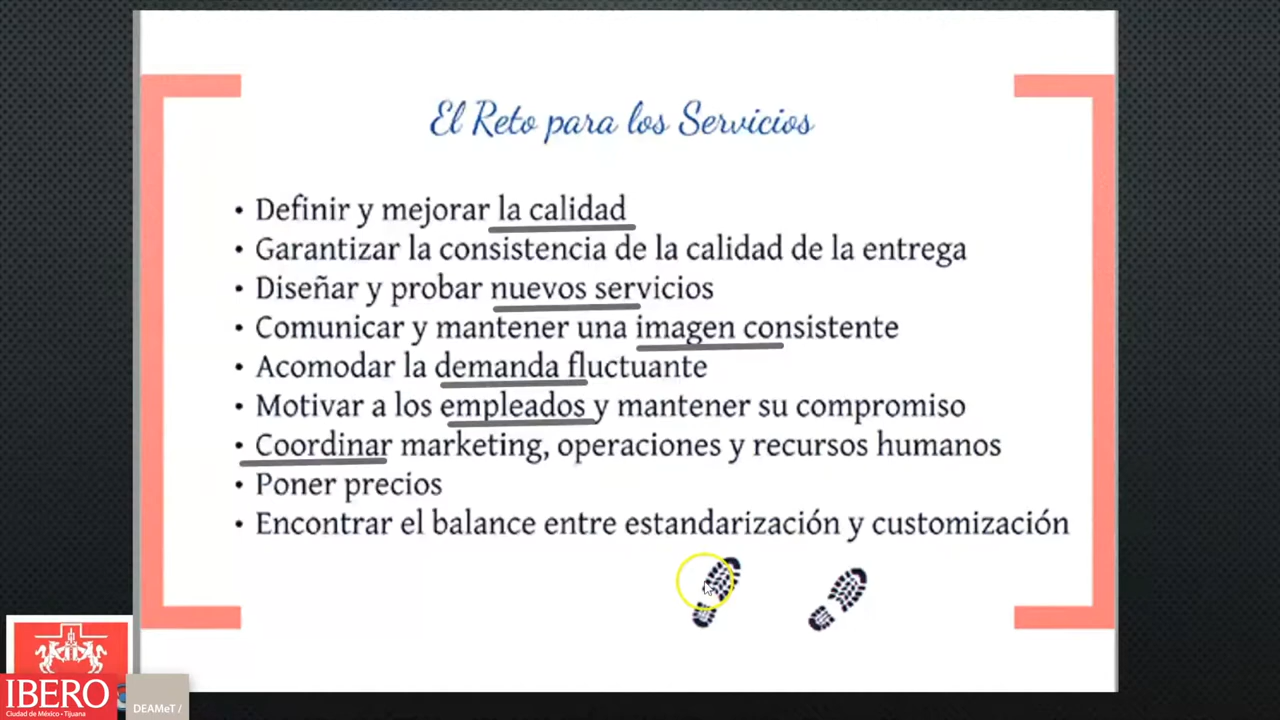 El Reto para los Servicios
• Definir y mejorar la calidad
• Garantizar la consistencia de la calidad de la entrega
• Diseñar y probar nuevos servicios
• Comunicar y mantener una imagen consistente
• Acomodar la demanda fluctuante
• Motivar a los empleados y mantener su compromiso
• Coordinar marketing, operaciones y recursos humanos
• Poner precios
• Encontrar el balance entre estandarización y customización
IBERO
Ciudad de México • Tijuana
DEAMeT /